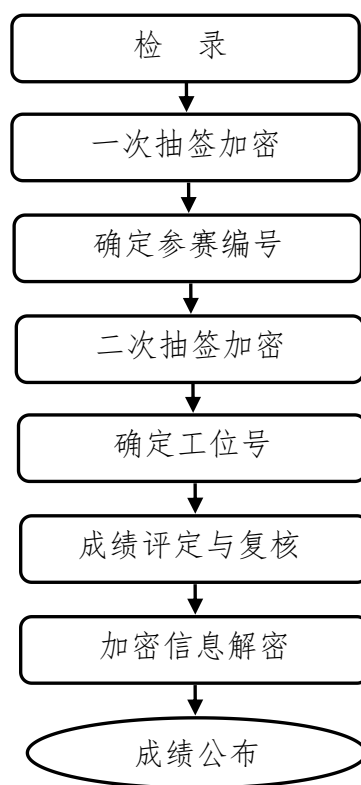 检 录
一次抽签加密
确定参赛编号
二次抽签加密
确定工位号
成绩评定与复核
加密信息解密
成绩公布